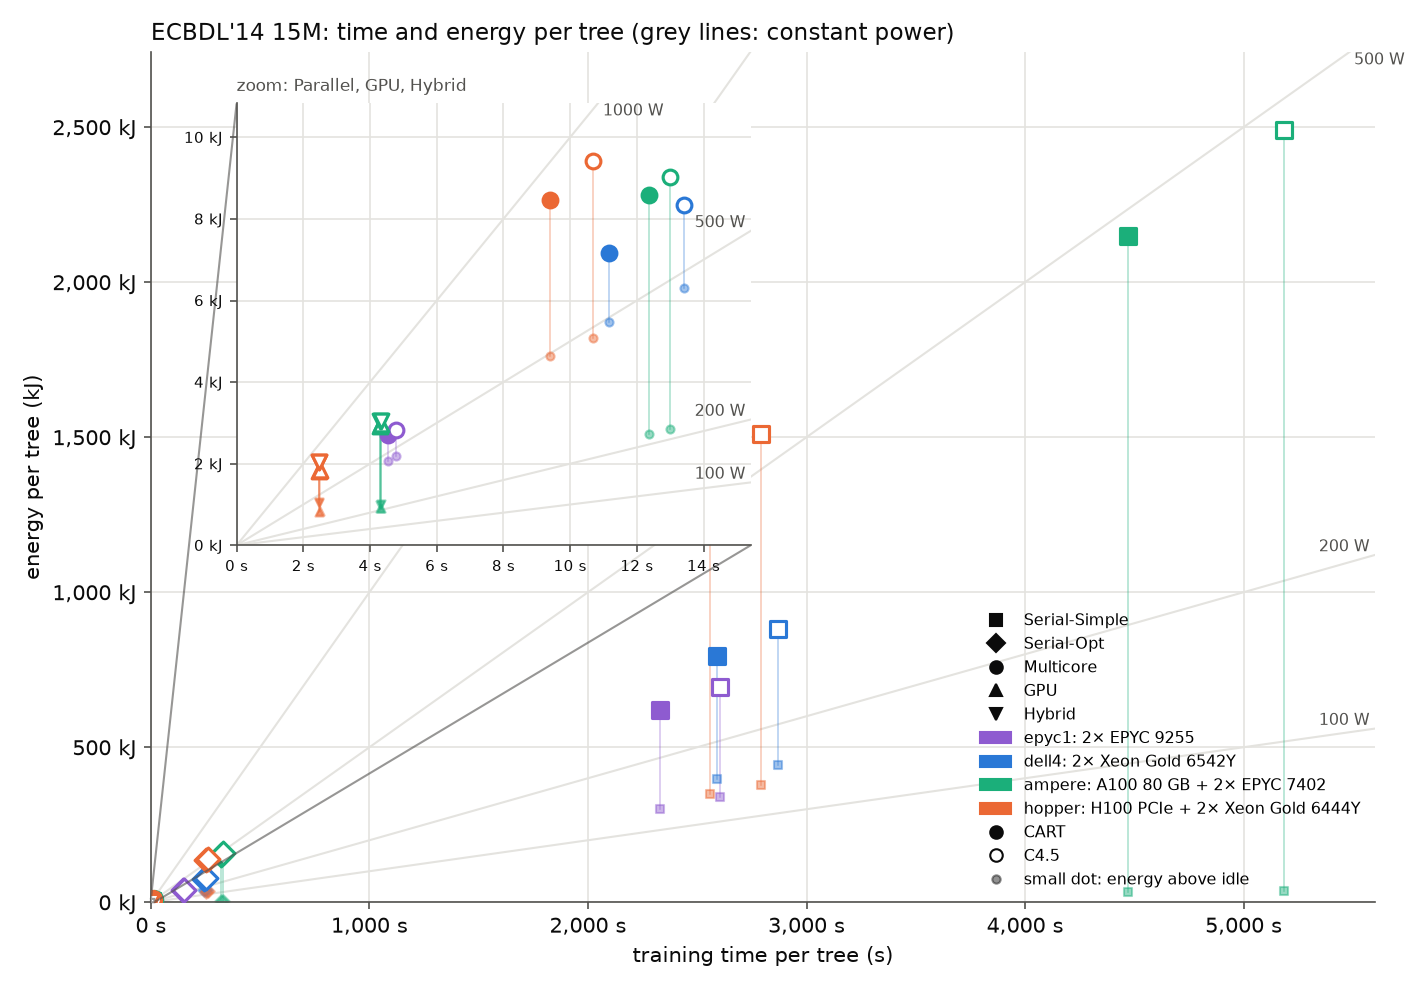 ECBDL'14 15M: time and energy per tree (grey lines: constant power)
500 W
zoom: Parallel, GPU, Hybrid
1000 W
10 kJ
8 kJ
500 W
6 kJ
4 kJ
200 W
2 kJ
100 W
0 kJ
0 s
2 s
4 s
6 s
8 s
10 s
12 s
14 s
2,500 kJ
2,000 kJ
1,500 kJ
1,000 kJ
500 kJ
0 kJ
energy per tree (kJ)
200 W
100 W
Serial-Simple
Serial-Opt
Multicore
GPU
Hybrid
epyc1: 2× EPYC 9255
dell4: 2× Xeon Gold 6542Y
ampere: A100 80 GB + 2× EPYC 7402
hopper: H100 PCIe + 2× Xeon Gold 6444Y
CART
C4.5
small dot: energy above idle
0 s
1,000 s
2,000 s
3,000 s
4,000 s
5,000 s
training time per tree (s)